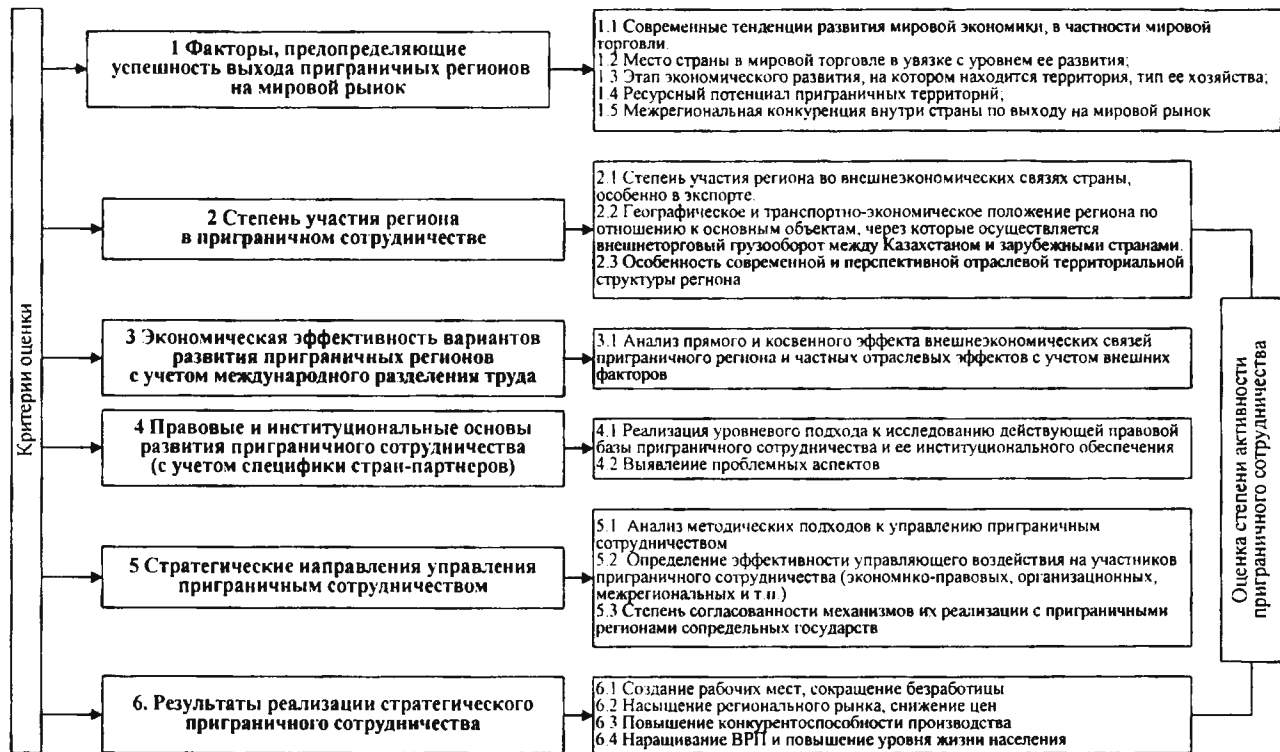 Критерии оценки
1 Факторы, предопределяющие
успешность выхода приграничных регионов
на мировой рынок
1.1 Современные тенденции развития мировой экономики, в частности мировой
торговли.
1.2 Место страны в мировой торговле в увязке с уровнем ее развития;
1.3 Этап экономического развития, на котором находится территория, тип ее хозяйства;
1.4 Ресурсный потенциал приграничных территорий;
1.5 Межрегиональная конкуренция внутри страны по выходу на мировой рынок
2 Степень участия региона
в приграничном сотрудничестве
2.1 Степень участия региона во внешнеэкономических связях страны,
особенно в экспорте.
2.2 Географическое и транспортно-экономическое положение региона по
отношению к основным объектам, через которые осуществляется
внешнеторговый грузооборот между Казахстаном и зарубежными странами.
2.3 Особенность современной и перспективной отраслевой территориальной
структуры региона
3 Экономическая эффективность вариантов
развития приграничных регионов
с учетом международного разделения труда
3.1 Анализ прямого и косвенного эффекта внешнеэкономических связей
приграничного региона и частных отраслевых эффектов с учетом внешних
факторов
4 Правовые и институциональные основы
развития приграничного сотрудничества
(с учетом специфики стран-партнеров)
4.1 Реализация уровневого подхода к исследованию действующей правовой
базы приграничного сотрудничества и ее институционального обеспечения
4.2 Выявление проблемных аспектов
5 Стратегические направления управления
приграничным сотрудничеством
5.1 Анализ методических подходов к управлению приграничным
сотрудничеством
5.2 Определение эффективности управляющего воздействия на участников
приграничного сотрудничества (экономико-правовых, организационных,
межрегиональных и т.п.)
5.3 Степень согласованности механизмов их реализации с приграничными
регионами сопредельных государств
6. Результаты реализации стратегического
приграничного сотрудничества
6.1 Создание рабочих мест, сокращение безработицы
6.2 Насыщение регионального рынка, снижение цен
6.3 Повышение конкурентоспособности производства
6.4 Наращивание ВРП и повышение уровня жизни населения
Оценка степени активности
приграничного сотрудничества